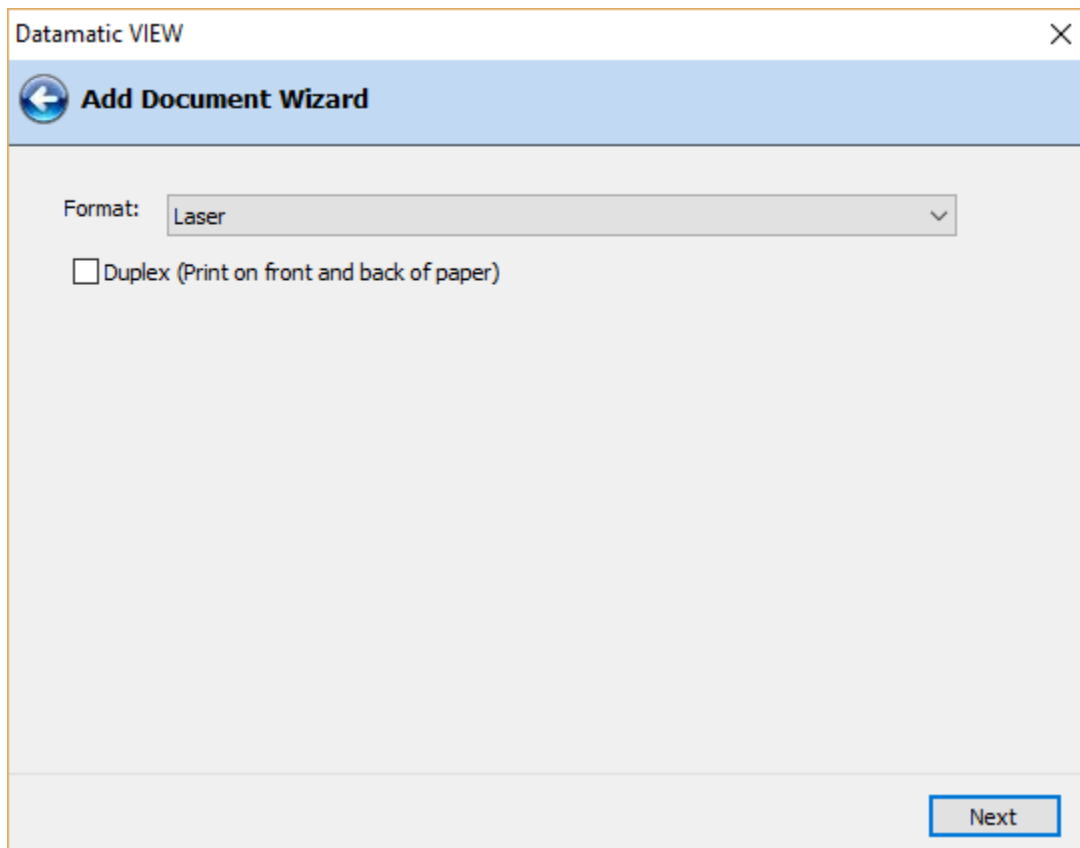 Datamatic VIEW
Add Document Wizard
Format: Laser
Duplex (Print on front and back of paper)
Next